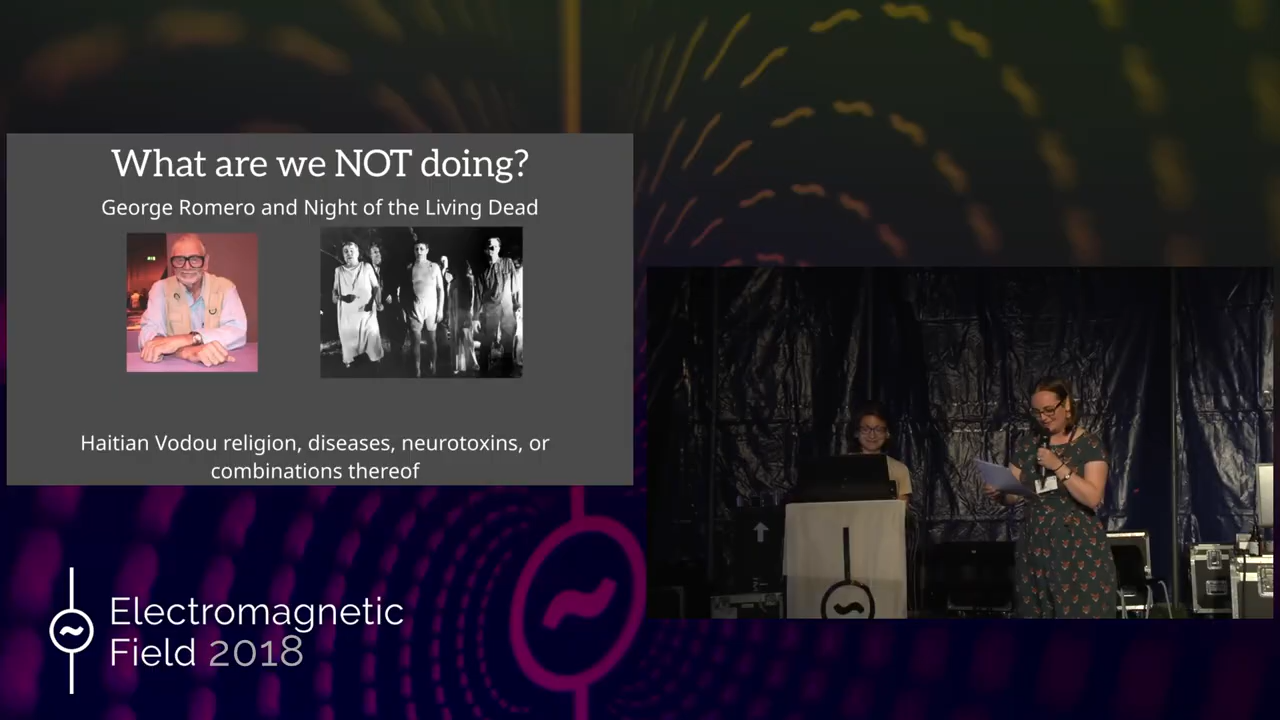 What are we NOT doing?
George Romero and Night of the Living Dead
Haitian Vodou religion, diseases, neurotoxins, or
combinations thereof
Electromagnetic
Field 2018